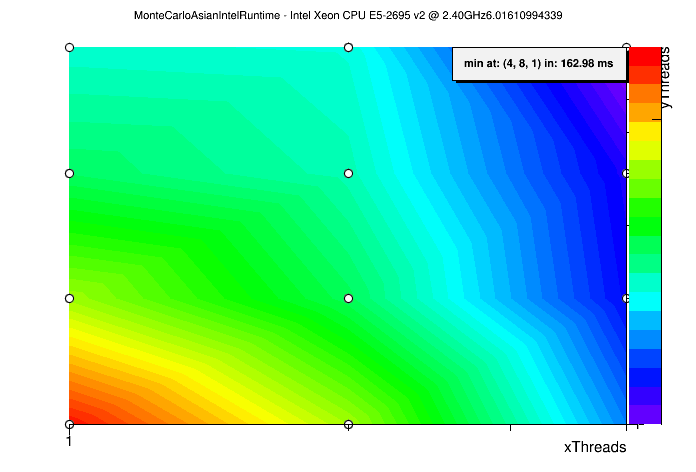 MonteCarloAsianIntelRuntime - Intel Xeon CPU E5-2695 v2 @ 2.40GHz6.01610994339
min at: (4, 8, 1) in: 162.98 ms
yThreads
1
xThreads